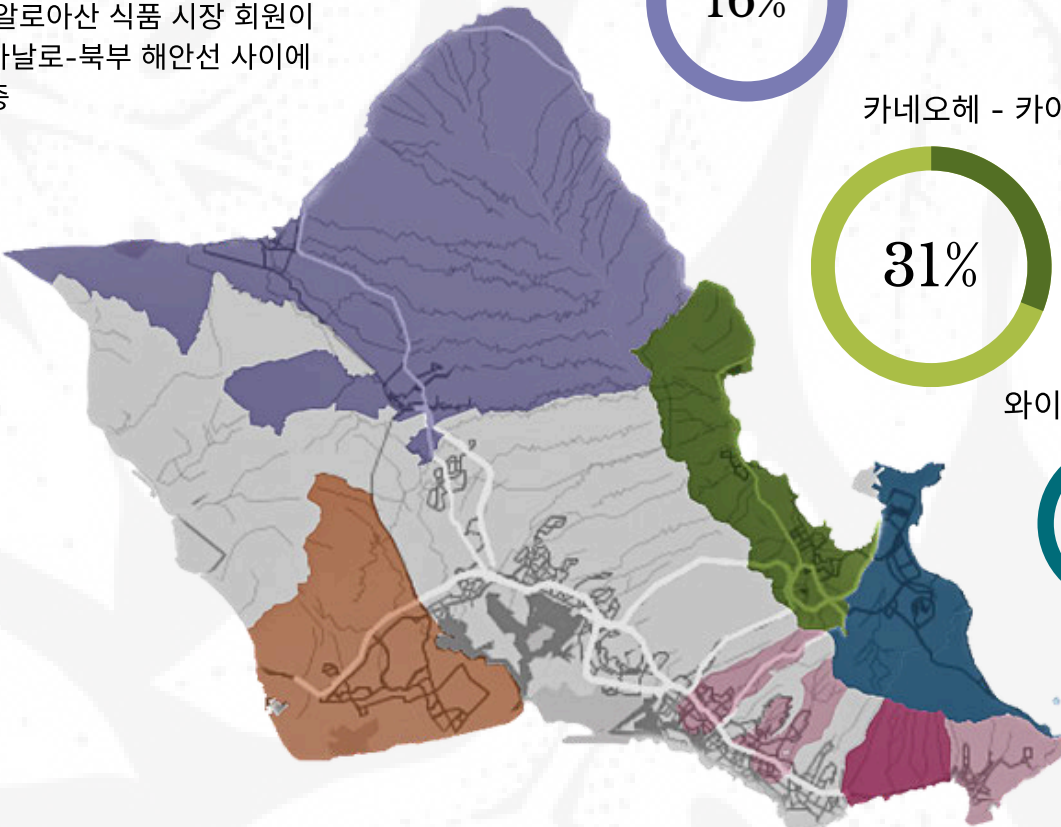 알로아산 식품 시장 회원이
날로-북부 해안선 사이에
16%
카네오헤 - 카이
31%
와이